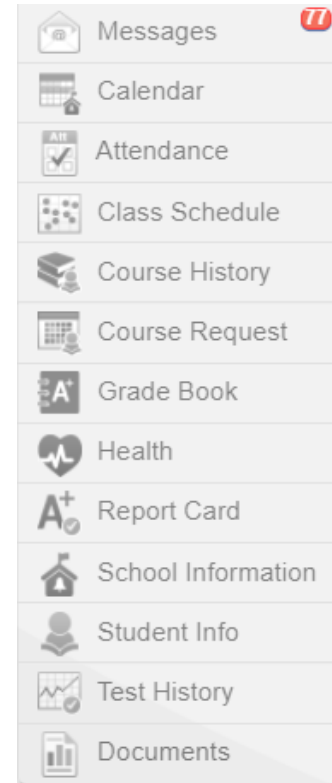 Messages 77
Calendar
Att
Attendance
Class Schedule
Course History
Course Request
A+ Grade Book
Health
A+ Report Card
School Information
Student Info
Test History
Documents